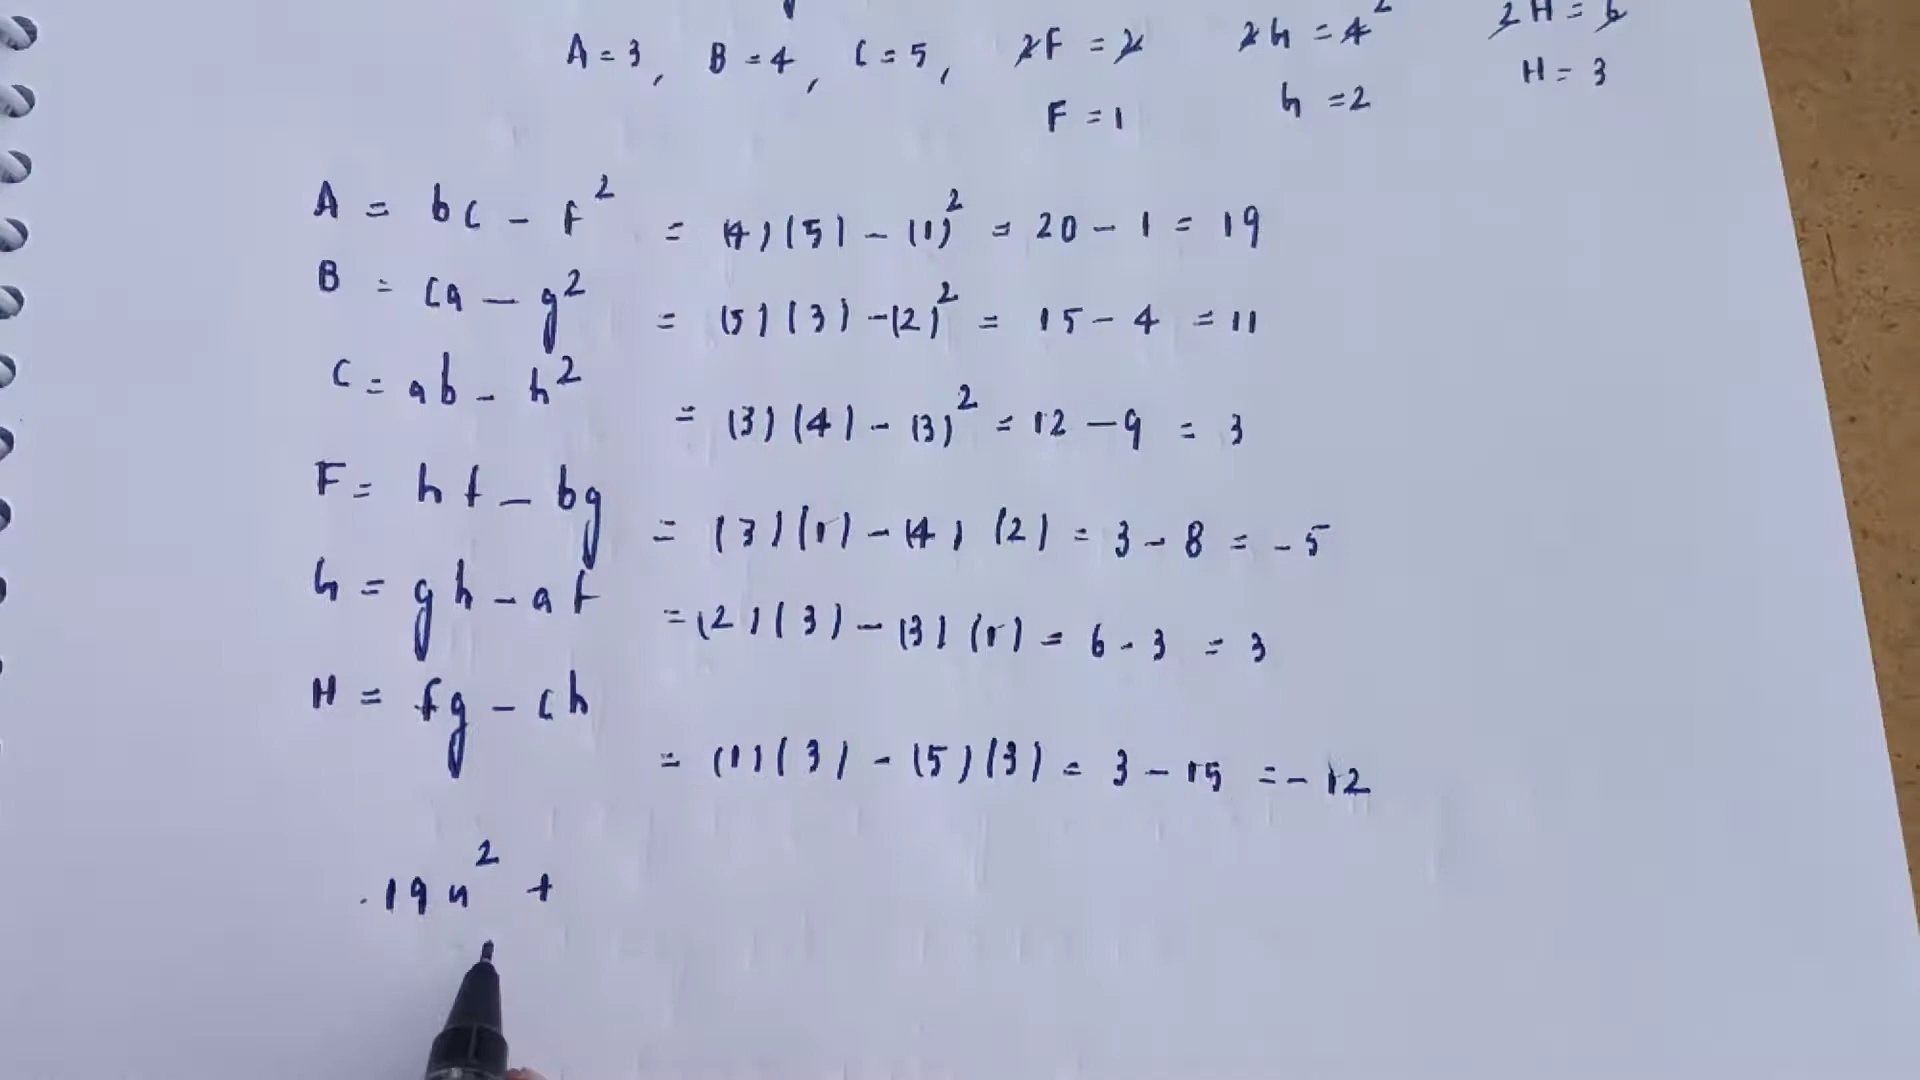 A = 3, B = 4, C = 5, 2F = 2 2G = 4 2 2H = 6
F = 1 G = 2 H = 3
A = bc - f² = (4)(5) - (1)² = 20 - 1 = 19
B = ca - g² = (5)(3) - (2)² = 15 - 4 = 11
C = ab - h² = (3)(4) - (3)² = 12 - 9 = 3
F = hf - bg = (3)(1) - (4)(2) = 3 - 8 = -5
G = gh - af = (2)(3) - (3)(1) = 6 - 3 = 3
H = fg - ch = (1)(3) - (5)(3) = 3 - 15 = -12
19x² +